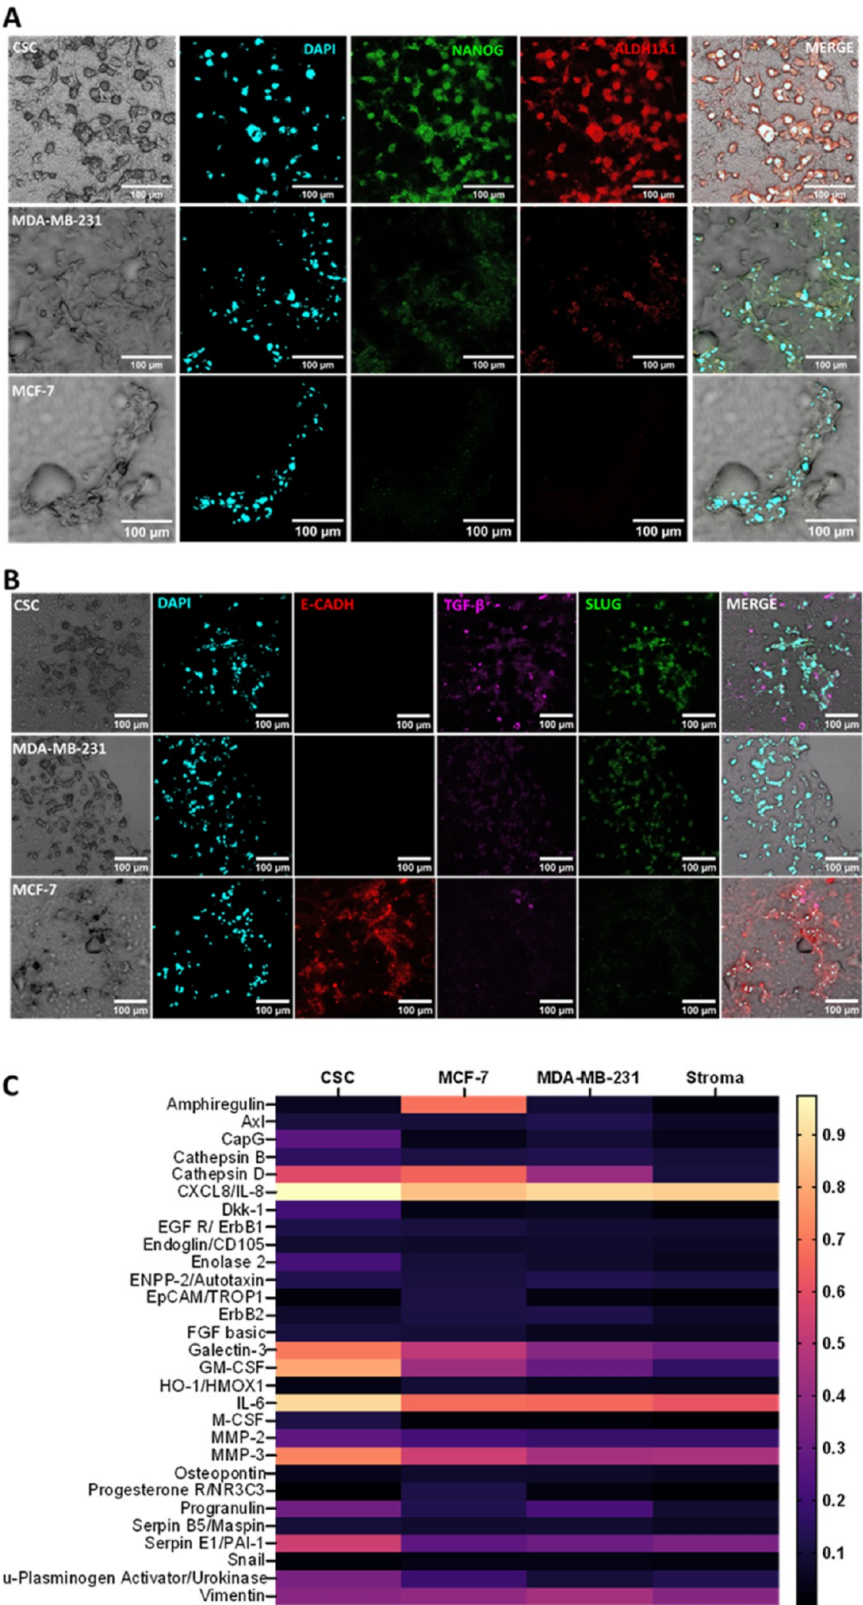 A
CSC DAPI NANOG ALDH1A1 MERGE
100 µm 100 µm 100 µm 100 µm 100 µm
MDA-MB-231
100 µm 100 µm 100 µm 100 µm 100 µm
MCF-7
100 µm 100 µm 100 µm 100 µm 100 µm
B
CSC DAPI E-CADH TGF-β SLUG MERGE
100 µm 100 µm 100 µm 100 µm 100 µm 100 µm
MDA-MB-231
100 µm 100 µm 100 µm 100 µm 100 µm 100 µm
MCF-7
100 µm 100 µm 100 µm 100 µm 100 µm 100 µm
C
CSC MCF-7 MDA-MB-231 Stroma
Amphiregulin
Axl
CapG
Cathepsin B
Cathepsin D
CXCL8/IL-8
Dkk-1
EGF R/ ErbB1
Endoglin/CD105
Enolase 2
ENPP-2/Autotaxin
EpCAM/TROP1
ErbB2
FGF basic
Galectin-3
GM-CSF
HO-1/HMOX1
IL-6
M-CSF
MMP-2
MMP-3
Osteopontin
Progesterone R/NR3C3
Progranulin
Serpin B5/Maspin
Serpin E1/PAI-1
Snail
u-Plasminogen Activator/Urokinase
Vimentin
0.9
0.8
0.7
0.6
0.5
0.4
0.3
0.2
0.1